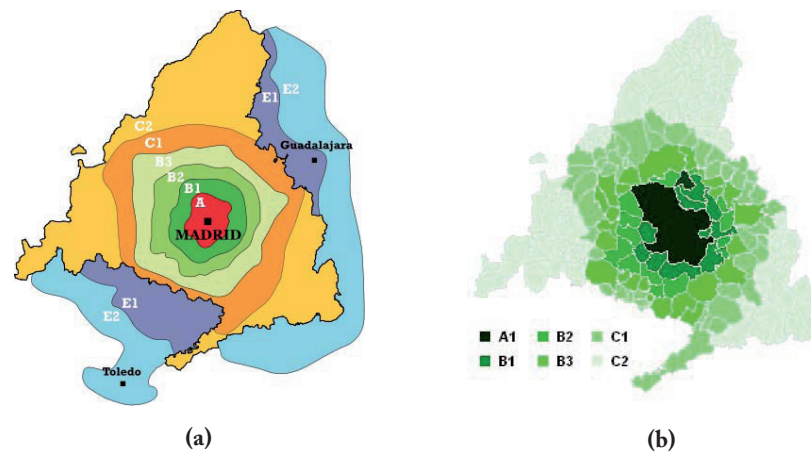 E2
E1
C2
C1
Guadalajara
B3
B2
B1
A
MADRID
E1
E2
Toledo
A1 B2 C1
B1 B3 C2
(a) (b)